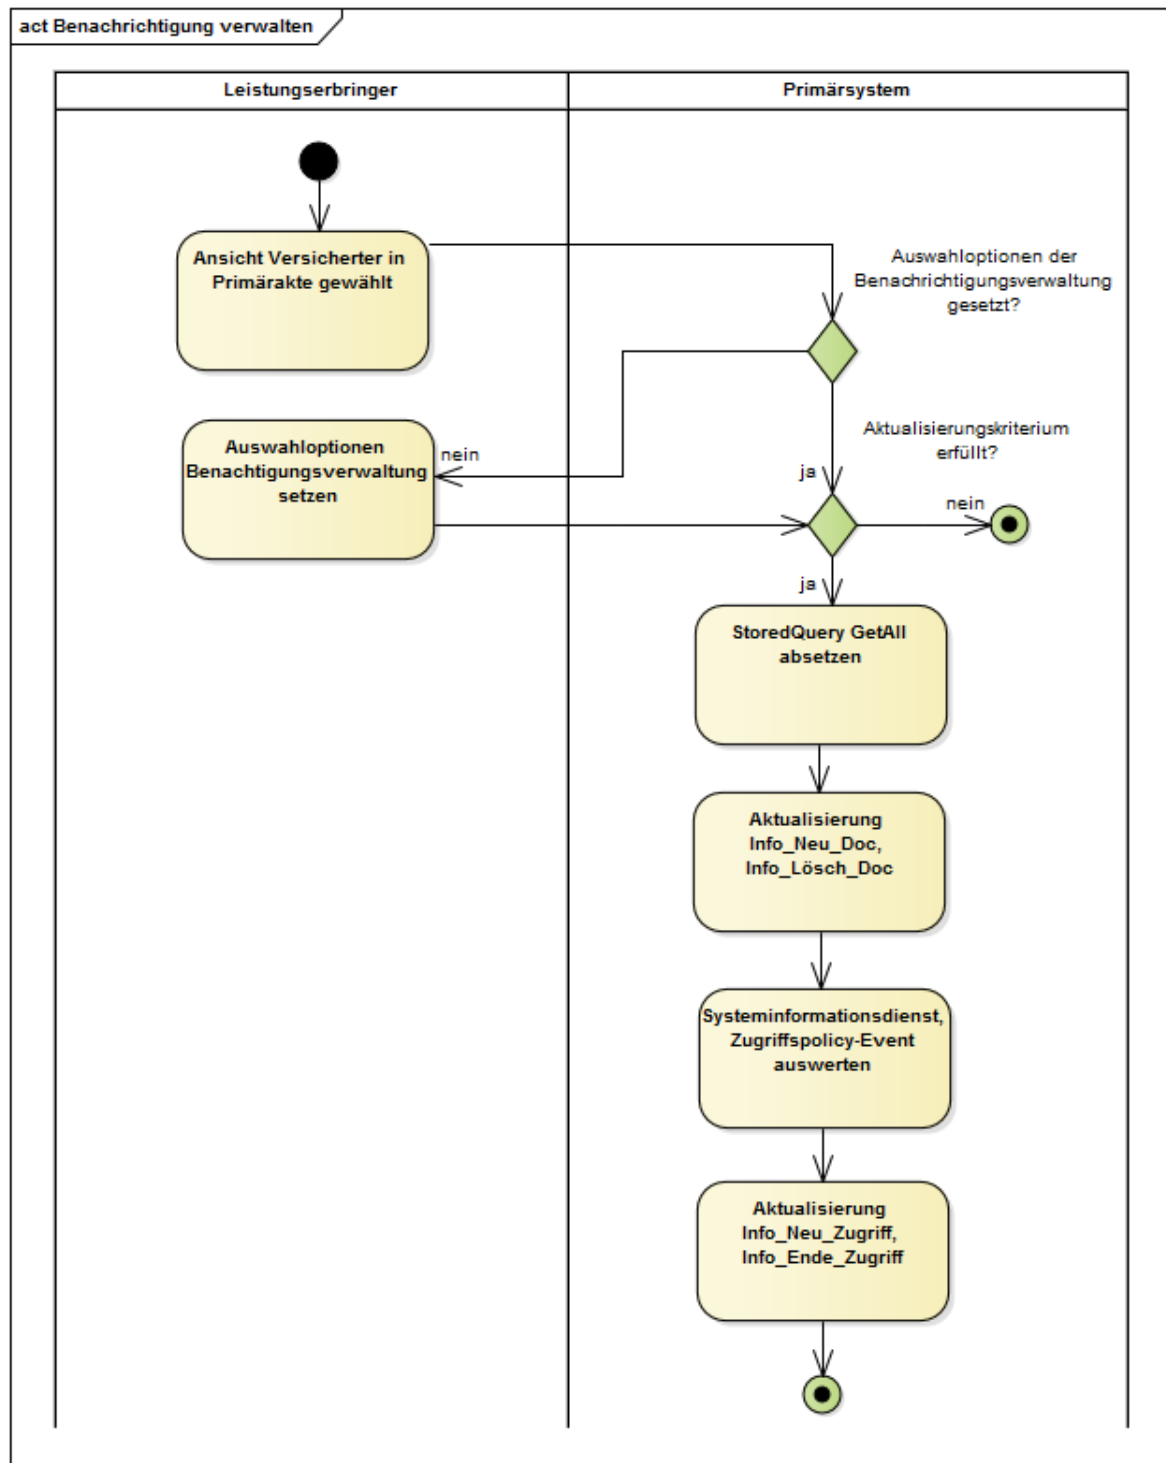 act Benachrichtigung verwalten
Leistungserbringer
Primärsystem
Ansicht Versicherter in
Primärakte gewählt
Auswahloptionen der
Benachrichtigungsverwaltung
gesetzt?
Auswahloptionen
Benachtigungsverwaltung
setzen
nein
Aktualisierungskriterium
erfüllt?
ja
nein
ja
StoredQuery GetAll
absetzen
Aktualisierung
Info_Neu_Doc,
Info_Lösch_Doc
Systeminformationsdienst,
Zugriffspolicy-Event
auswerten
Aktualisierung
Info_Neu_Zugriff,
Info_Ende_Zugriff